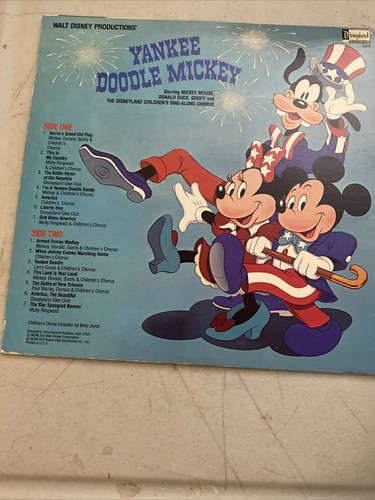 WALT DISNEY PRODUCTIONS'
Disneyland
YANKEE
DOODLE MICKEY
Starring MICKEY MOUSE,
DONALD DUCK, GOOFY and
THE DISNEYLAND CHILDREN'S SING-ALONG CHORUS
SIDE ONE
1. You're a Grand Old Flag
Mickey, Donald, Goofy &
Children's
Chorus
2. This is
My Country
Molly Ringwald
& Children's Chorus
3. The Battle Hymn
of the Republic
Disneyland Glee Club
4. I'm A Yankee Doodle Dandy
Mickey & Children's Chorus
5. America
Children's Chorus
6. Liberty Tree
Disneyland Glee Club
7. God Bless America
Molly Ringwald & Children's Chorus
SIDE TWO
1. Armed Forces Medley
Mickey, Donald, Goofy & Children's Chorus
2. When Johnny Comes Marching Home
Children's Chorus
3. Yankee Doodle
Larry Groce & Children's Chorus
4. This Land is Your Land
Mickey, Donald, Goofy & Children's Chorus
5. The Battle of New Orleans
Paul Worley, Donald & Children's Chorus
6. America, The Beautiful
Disneyland Glee Club
7. The Star Spangled Banner
Molly Ringwald
Children's Choral Direction by Betty Joyce
Printed in U.S.A.